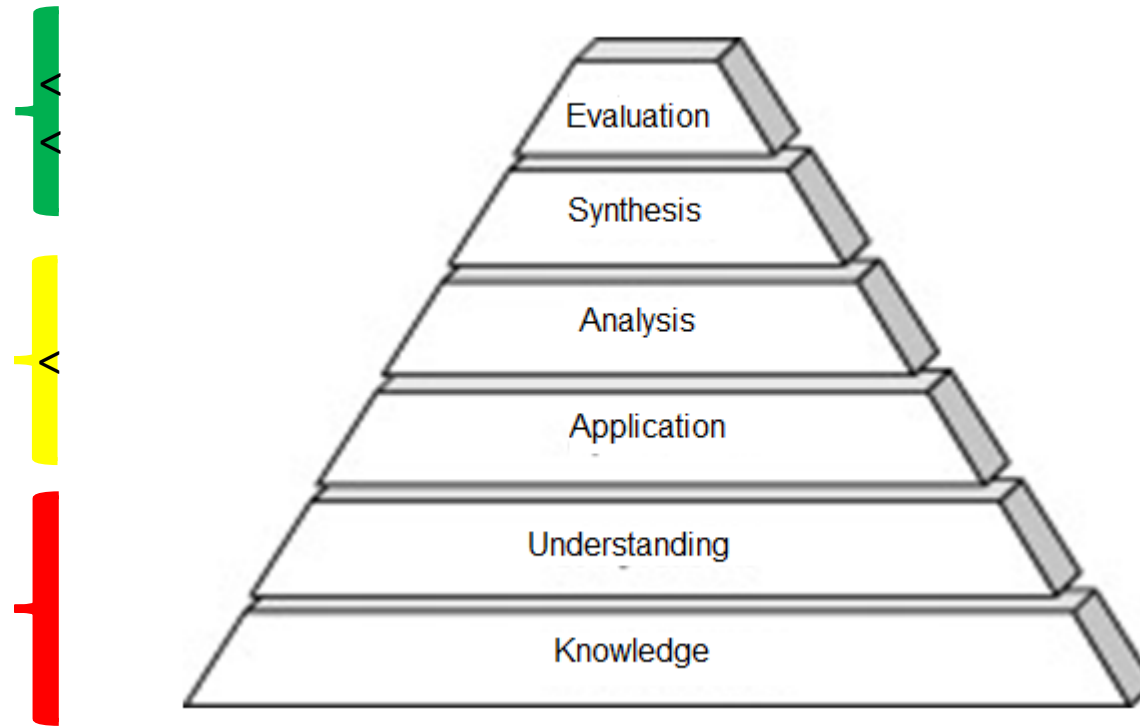 <
<
<
Evaluation
Synthesis
Analysis
Application
Understanding
Knowledge